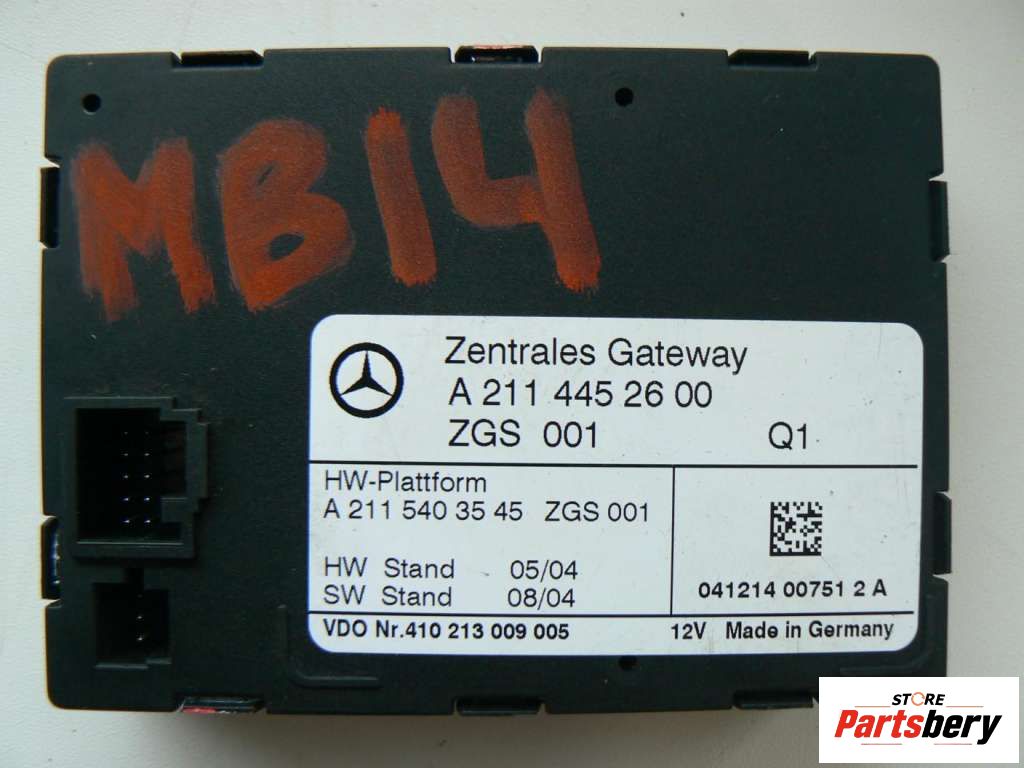 MB14
Zentrales Gateway
A 211 445 26 00
ZGS 001 Q1
HW-Plattform
A 211 540 35 45 ZGS 001
HW Stand 05/04
SW Stand 08/04
041214 00751 2 A
VDO Nr.410 213 009 005 12V Made in Germany
STORE
Partsbery